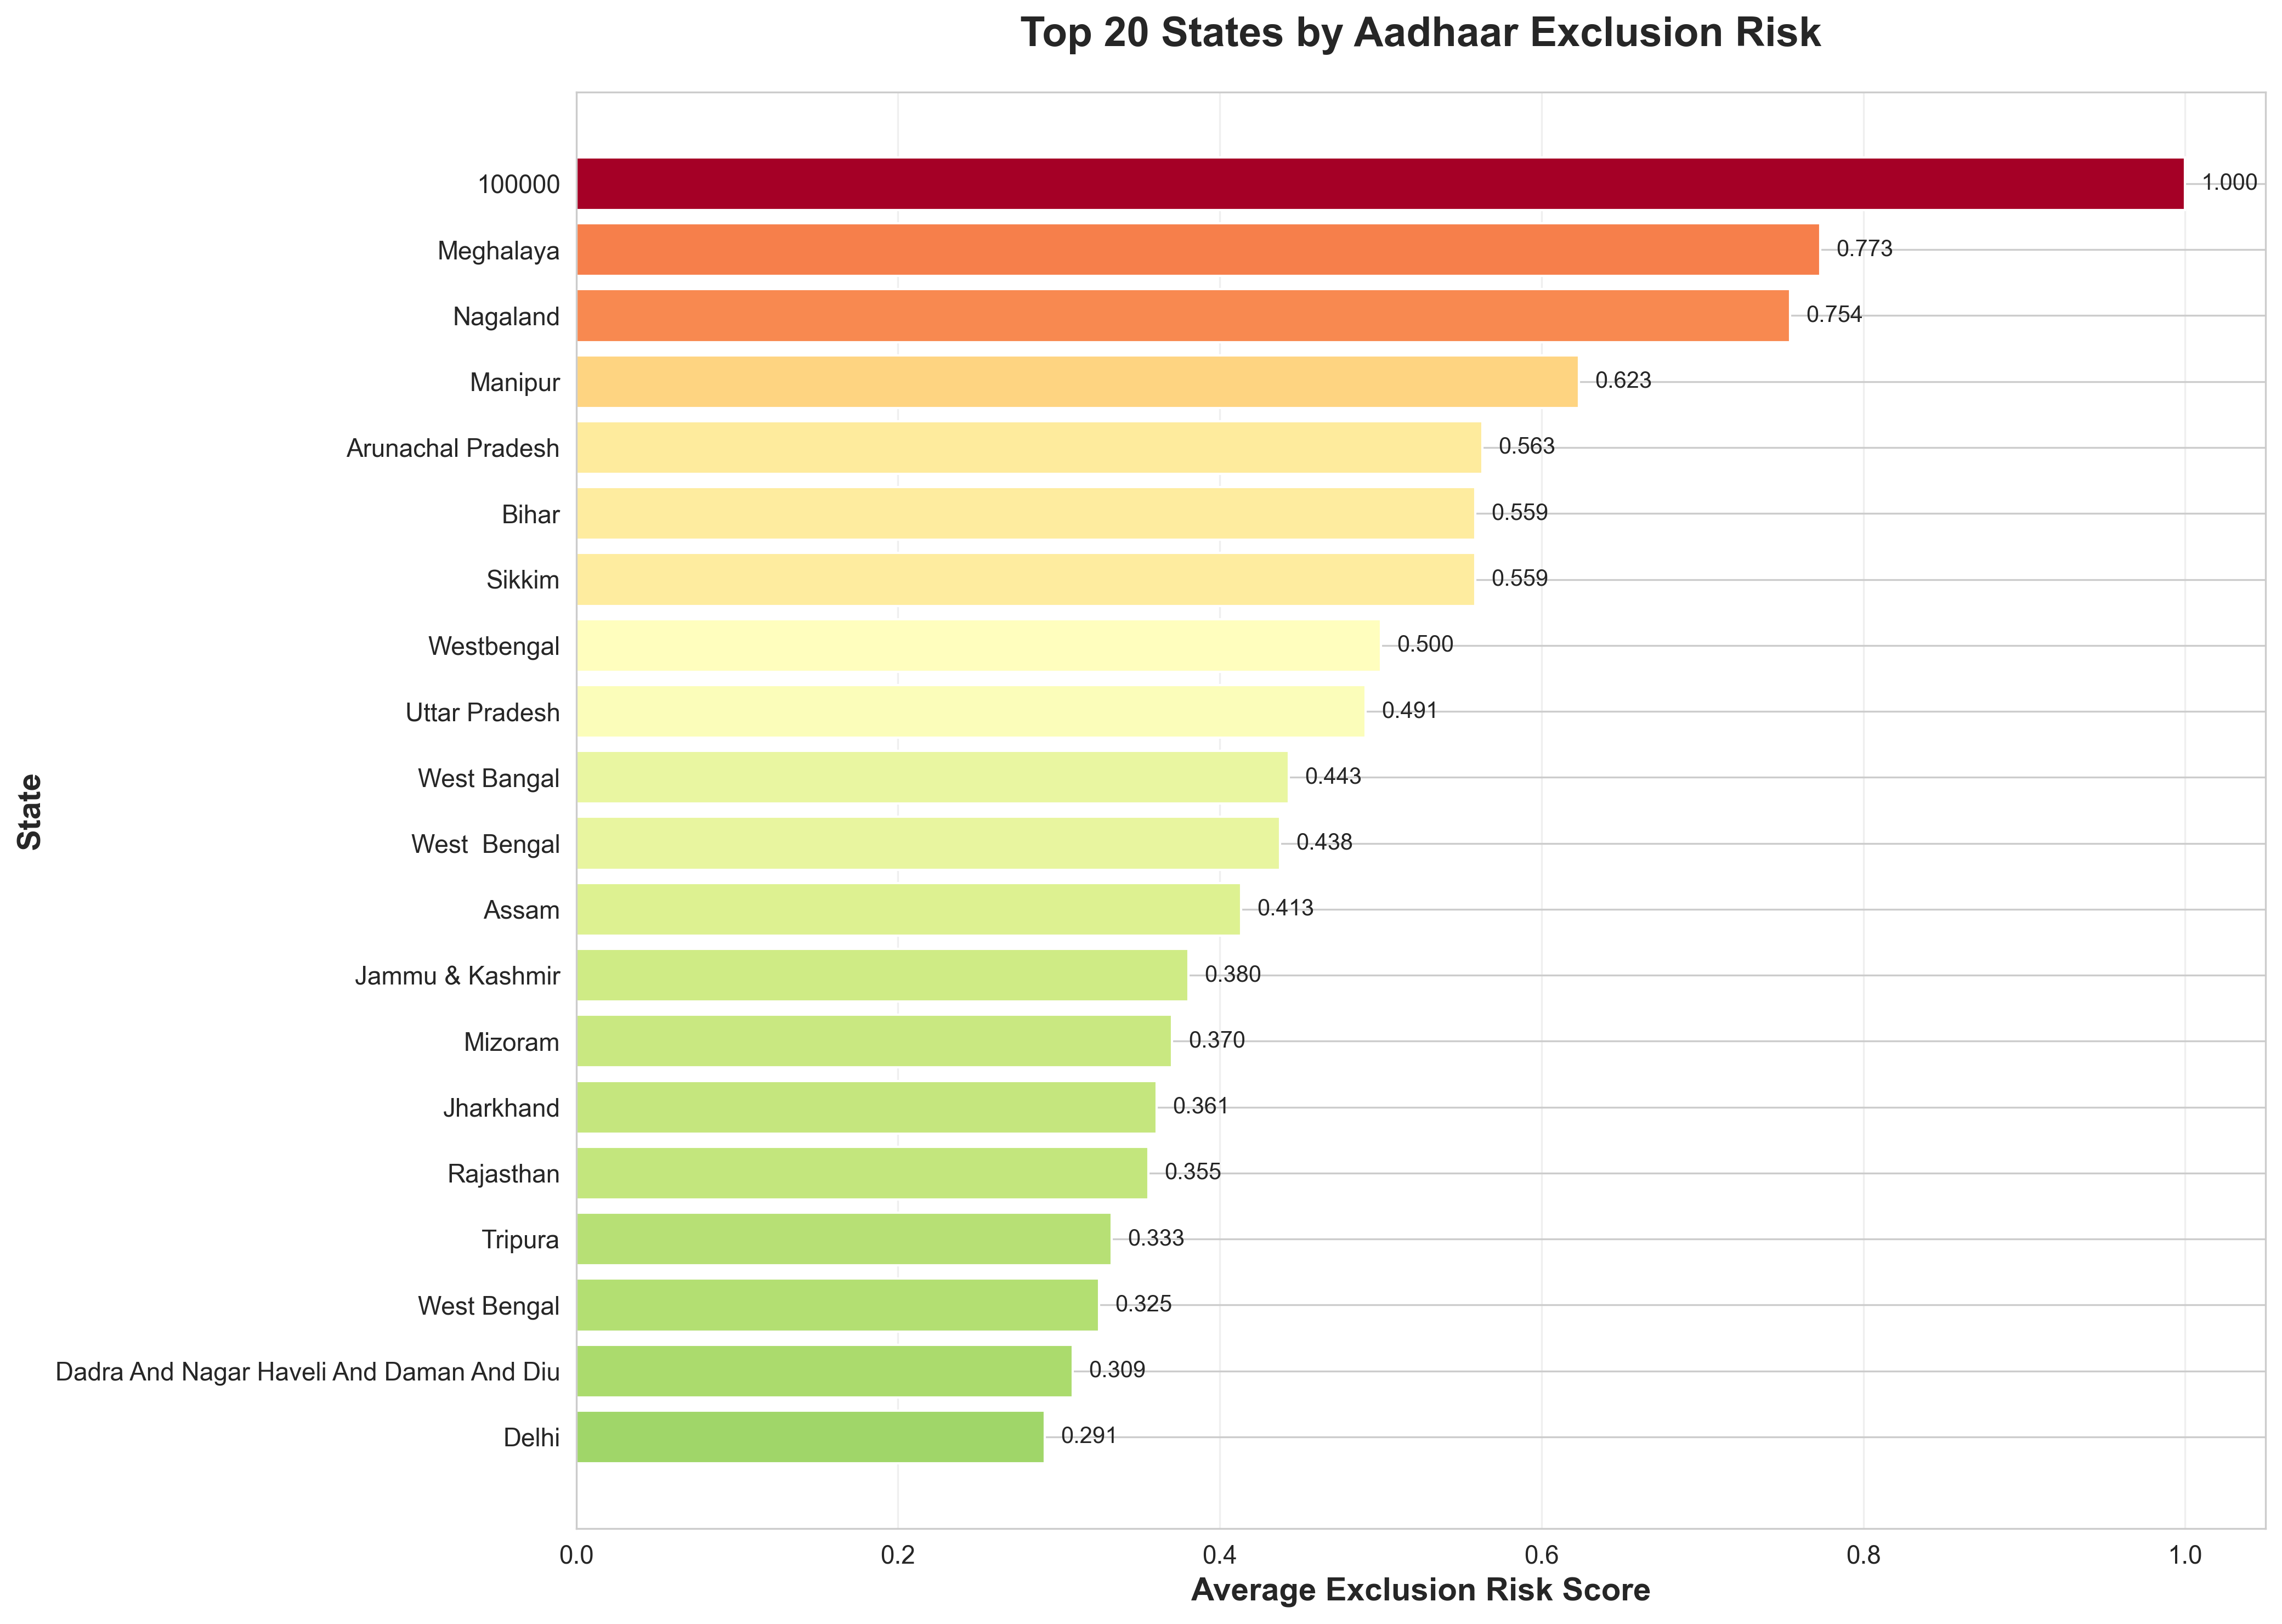 Top 20 States by Aadhaar Exclusion Risk
State
100000 1.000
Meghalaya 0.773
Nagaland 0.754
Manipur 0.623
Arunachal Pradesh 0.563
Bihar 0.559
Sikkim 0.559
Westbengal 0.500
Uttar Pradesh 0.491
West Bangal 0.443
West  Bengal 0.438
Assam 0.413
Jammu & Kashmir 0.380
Mizoram 0.370
Jharkhand 0.361
Rajasthan 0.355
Tripura 0.333
West Bengal 0.325
Dadra And Nagar Haveli And Daman And Diu 0.309
Delhi 0.291
0.0 0.2 0.4 0.6 0.8 1.0
Average Exclusion Risk Score